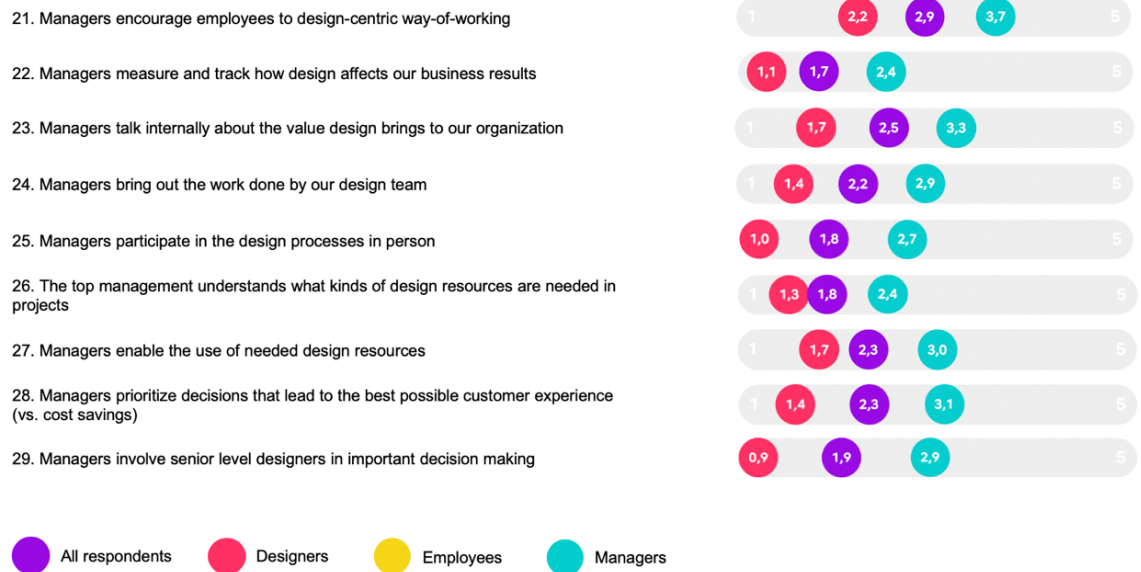 21. Managers encourage employees to design-centric way-of-working
1 2,2 2,9 3,7 5
22. Managers measure and track how design affects our business results
1,1 1,7 2,4 5
23. Managers talk internally about the value design brings to our organization
1 1,7 2,5 3,3 5
24. Managers bring out the work done by our design team
1 1,4 2,2 2,9 5
25. Managers participate in the design processes in person
1,0 1,8 2,7 5
26. The top management understands what kinds of design resources are needed in
projects
1 1,3 1,8 2,4 5
27. Managers enable the use of needed design resources
1 1,7 2,3 3,0 5
28. Managers prioritize decisions that lead to the best possible customer experience
(vs. cost savings)
1 1,4 2,3 3,1 5
29. Managers involve senior level designers in important decision making
0,9 1,9 2,9 5
All respondents Designers Employees Managers